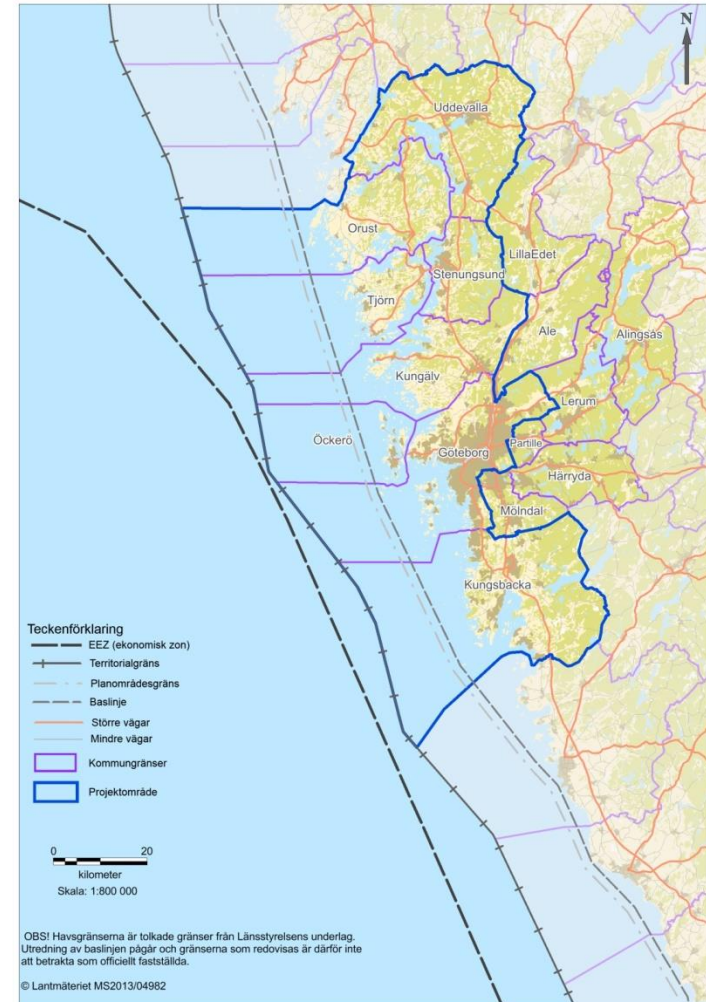 N
Uddevalla
Orust
LillaEdet
Stenungsund
Tjörn
Ale
Alingsås
Kungälv
Lerum
Öckerö
Partille
Göteborg
Härryda
Mölndal
Kungsbacka
Teckenförklaring
EEZ (ekonomisk zon)
Territorialgräns
Planområdesgräns
Baslinje
Större vägar
Mindre vägar
Kommungränser
Projektområde
0 20
kilometer
Skala: 1:800 000
OBS! Havsgränserna är tolkade gränser från Länsstyrelsens underlag.
Utredning av baslinjen pågår och gränserna som redovisas är därför inte
att betrakta som officiellt fastställda.
© Lantmäteriet MS2013/04982